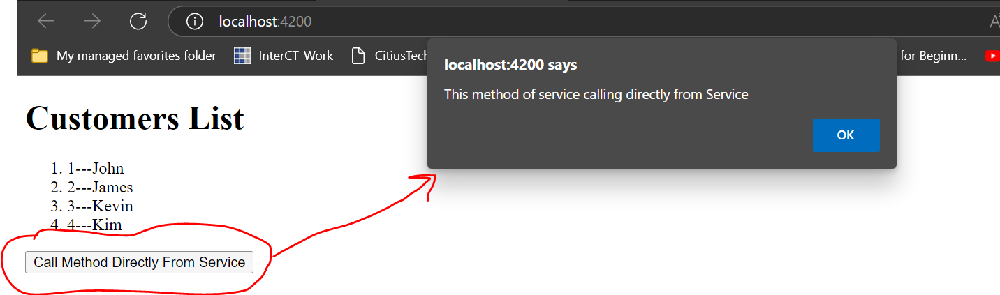 localhost:4200
My managed favorites folder
InterCT-Work
for Beginn...
localhost:4200 says
This method of service calling directly from Service
OK
Customers List
1. 1---John
2. 2---James
3. 3---Kevin
4. 4---Kim
Call Method Directly From Service